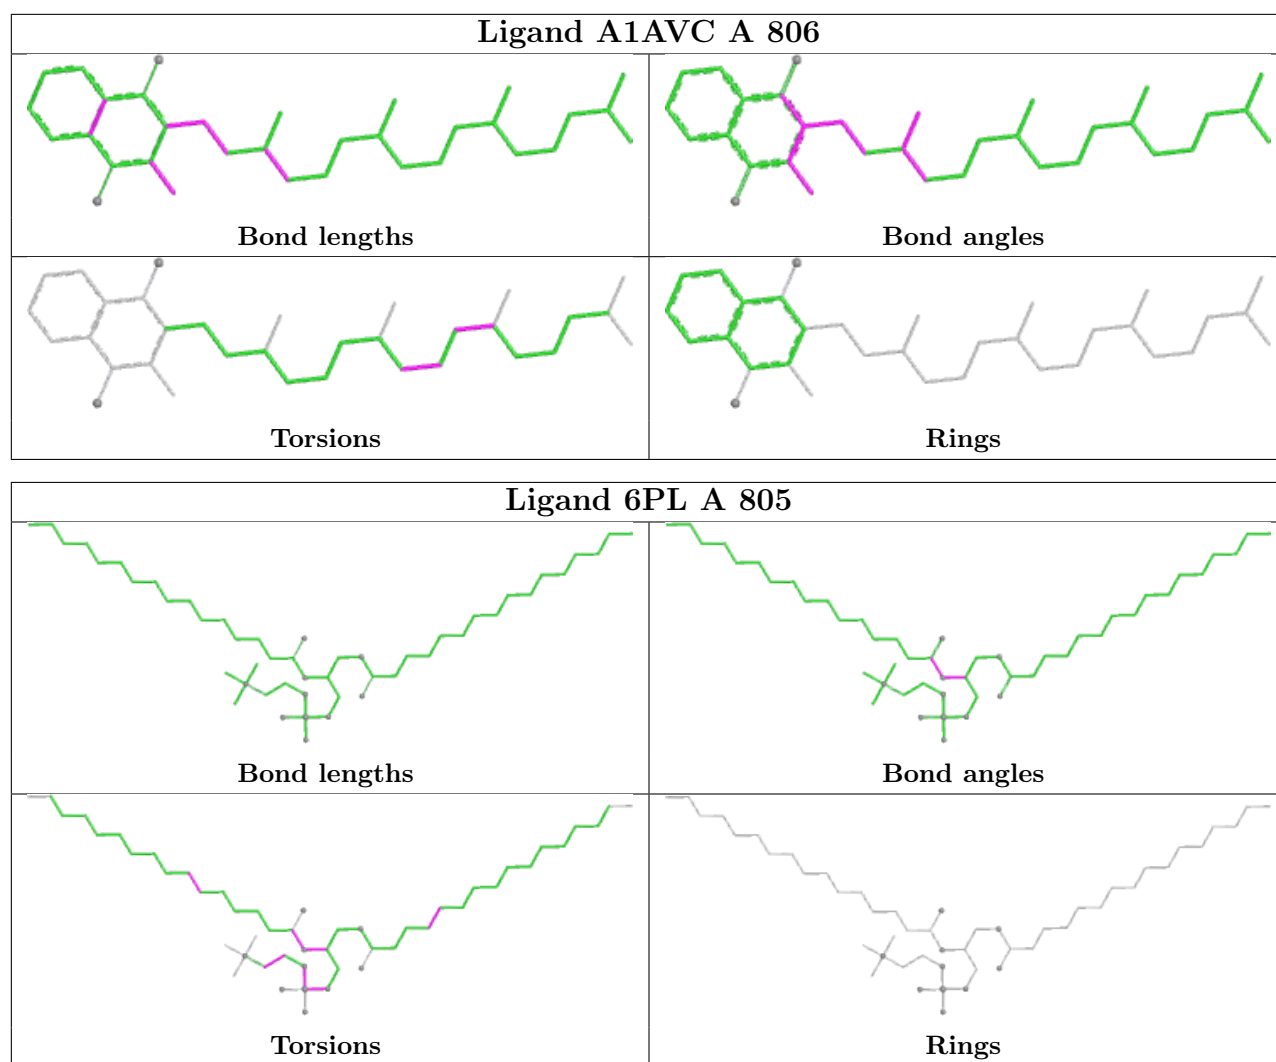 Ligand A1AVC A 806
Bond lengths
Bond angles
Torsions
Rings
Ligand 6PL A 805
Bond lengths
Bond angles
Torsions
Rings